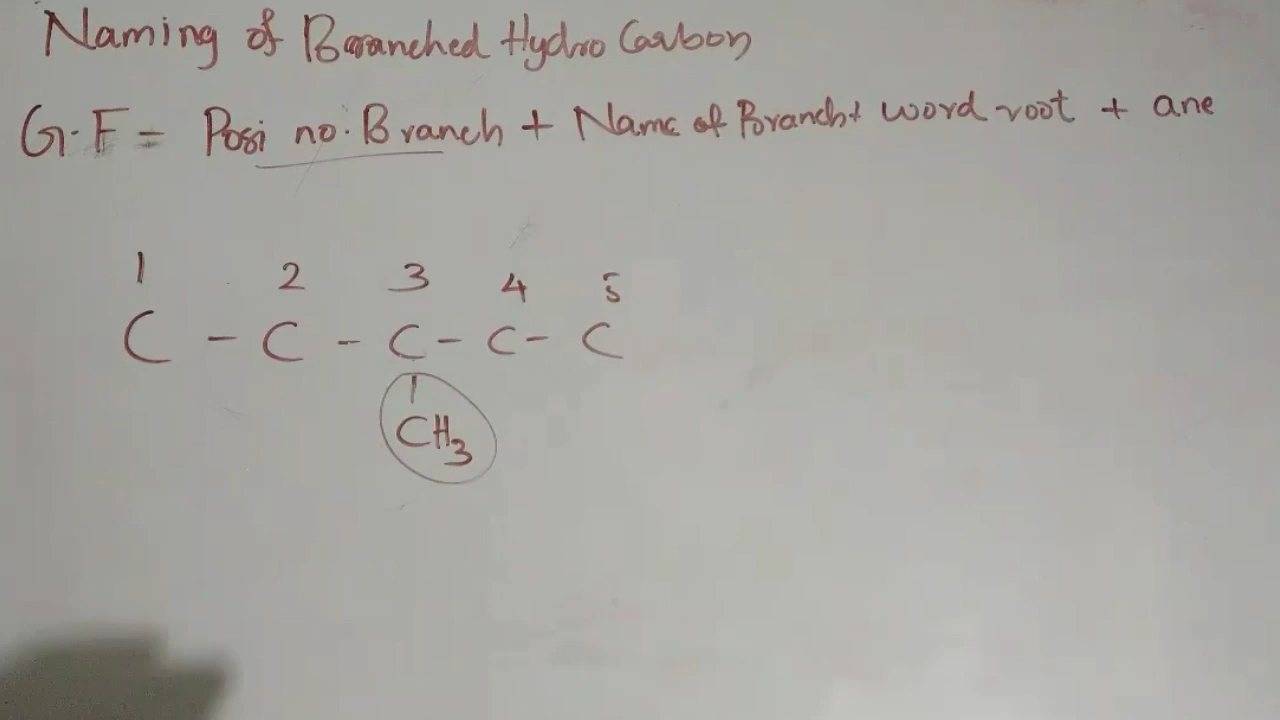 Naming of Branched Hydro Carbon
G.F = Posi no. Branch + Name of Branch + word root + ane
1 2 3 4 5
C - C - C - C - C
CH3